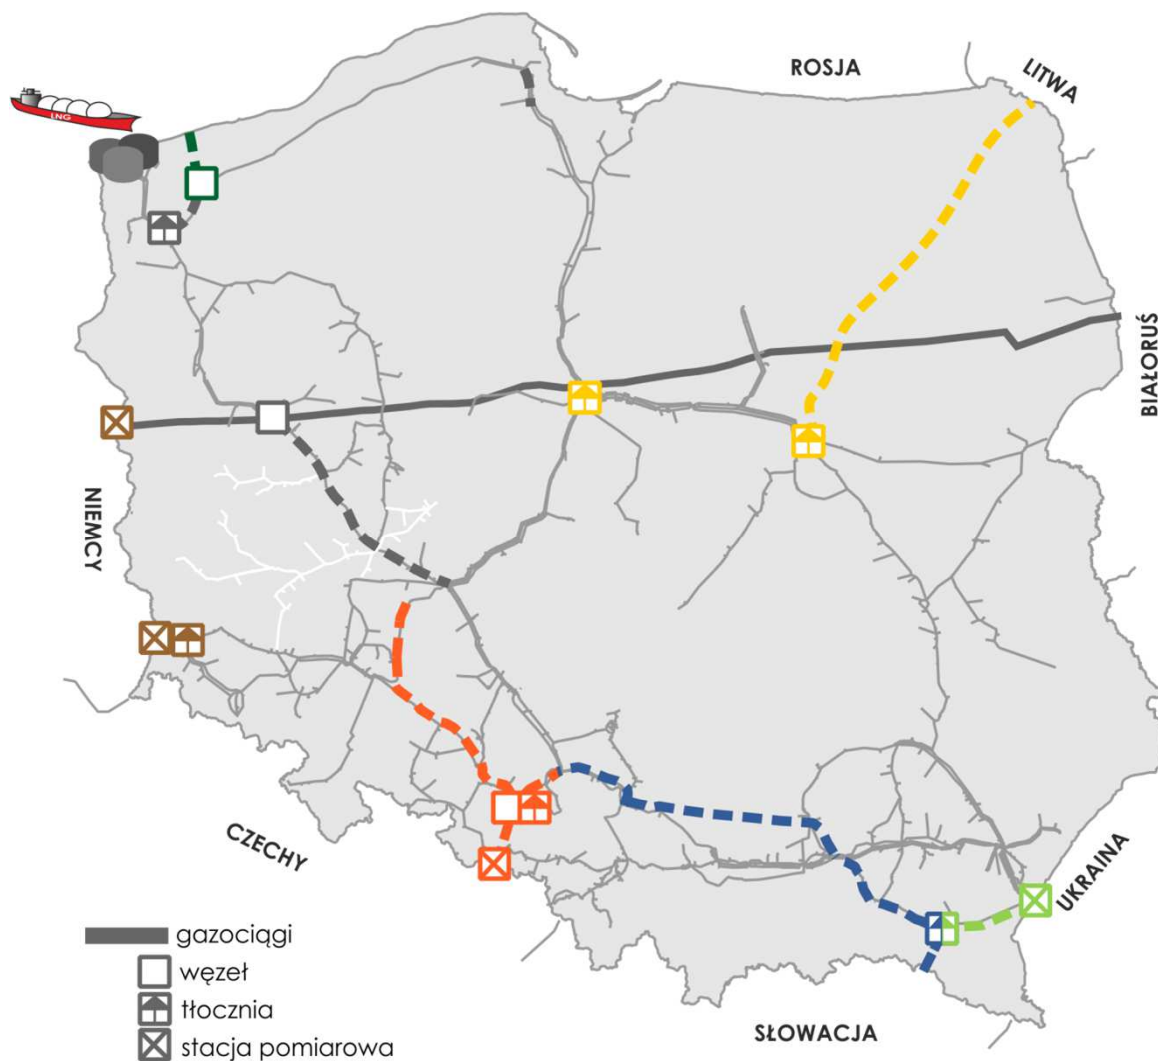 ROSJA
LITWA
LNG
BIAŁORUŚ
NIEMCY
CZECHY
UKRAINA
SŁOWACJA
gazociągi
węzeł
tłocznia
stacja pomiarowa